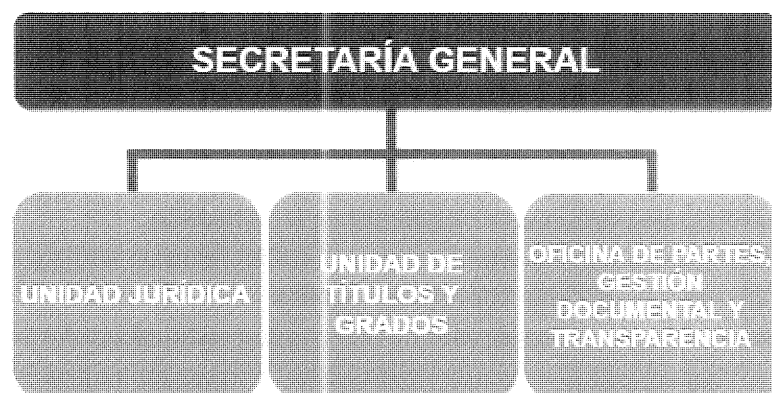 SECRETARÍA GENERAL
UNIDAD JURÍDICA
UNIDAD DE
TÍTULOS Y
GRADOS
OFICINA DE PARTES,
GESTIÓN
DOCUMENTAL Y
TRANSPARENCIA